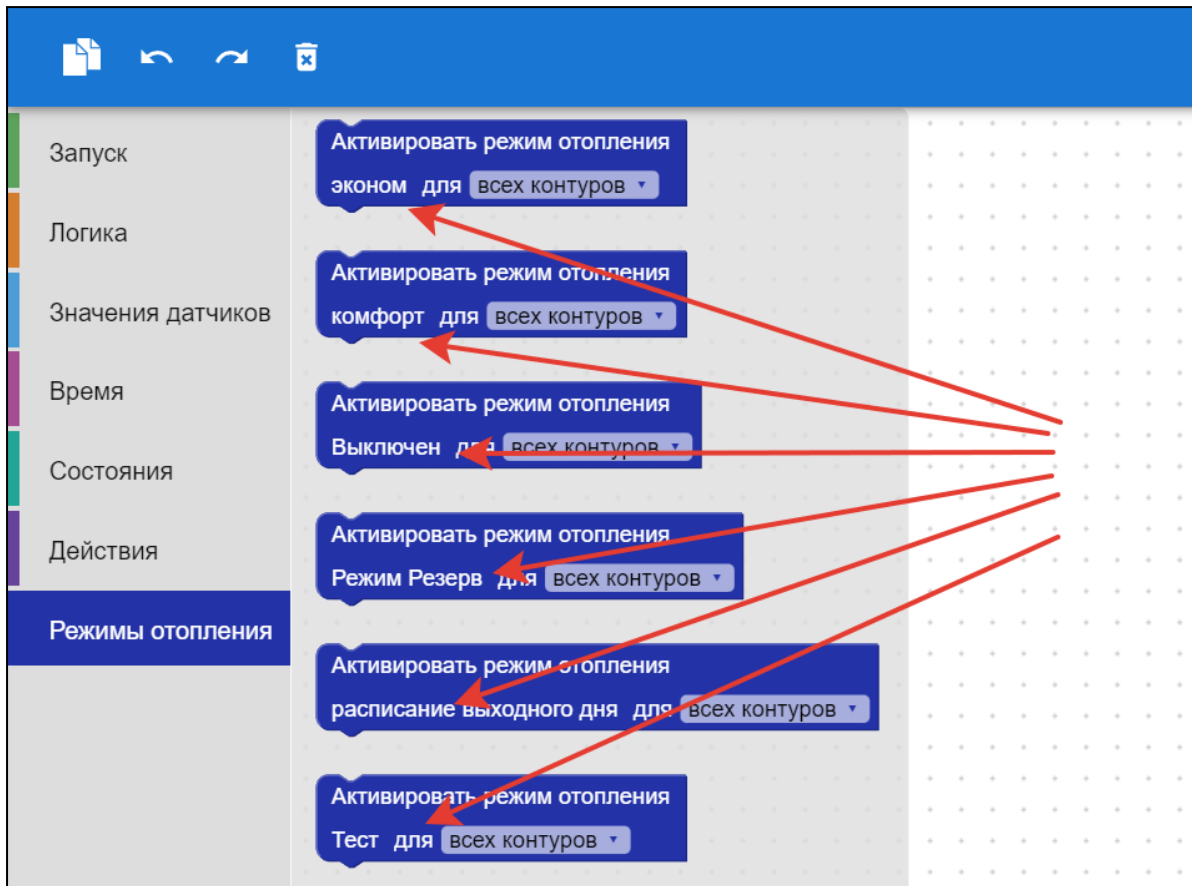 Запуск
Логика
Значения датчиков
Время
Состояния
Действия
Режимы отопления
Активировать режим отопления
эконом для всех контуров
Активировать режим отопления
комфорт для всех контуров
Активировать режим отопления
Выключен для всех контуров
Активировать режим отопления
Режим Резерв для всех контуров
Активировать режим отопления
расписание выходного дня для всех контуров
Активировать режим отопления
Тест для всех контуров